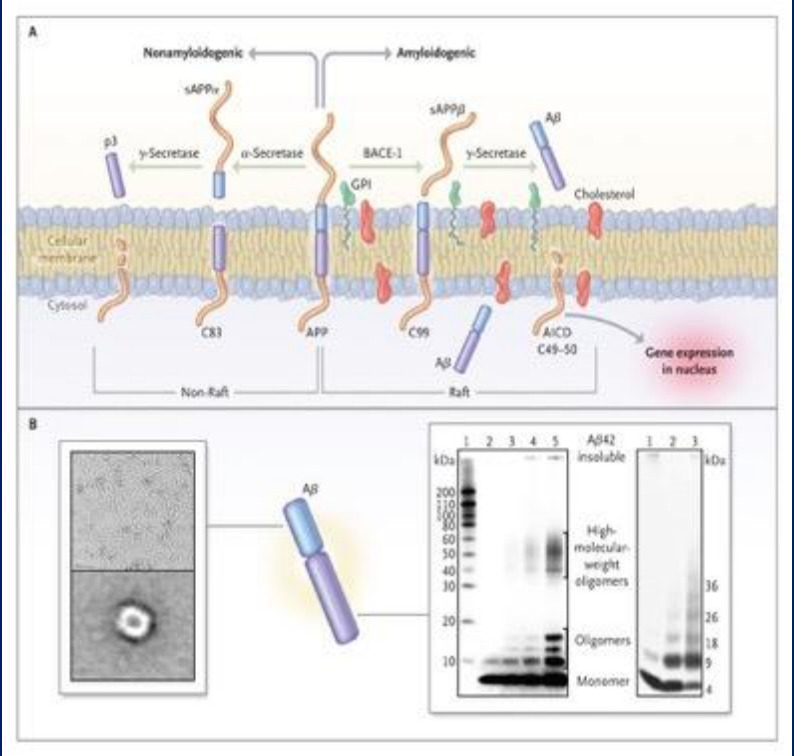 A
Nonamyloidogenic
Amyloidogenic
sAPPα
sAPPβ
Aβ
p3
γ-Secretase
α-Secretase
BACE-1
γ-Secretase
GPI
Cholesterol
Cellular
membrane
Cytosol
C83
APP
C99
Aβ
AICD
C49–50
Gene expression
in nucleus
Non-Raft
Raft
B
Aβ
1 2 3 4 5
Aβ42
insoluble
1 2 3
kDa
kDa
200
110
100
80
60
50
40
30
20
10
High-
molecular-
weight
oligomers
Oligomers
Monomer
36
26
18
9
4